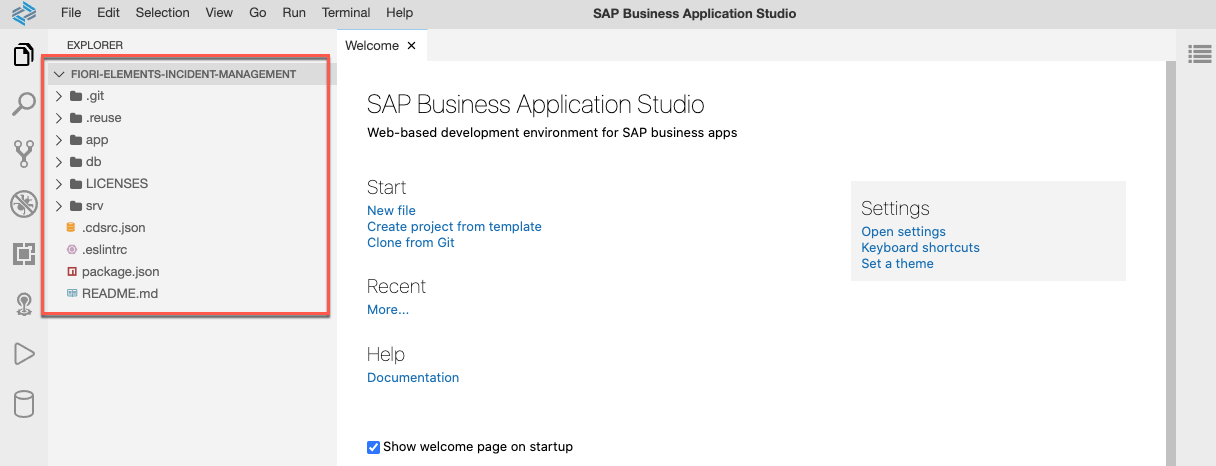 File Edit Selection View Go Run Terminal Help SAP Business Application Studio
EXPLORER
FIORI-ELEMENTS-INCIDENT-MANAGEMENT
.git
.reuse
app
db
LICENSES
srv
.cdsrc.json
.eslintrc
package.json
README.md
Welcome
SAP Business Application Studio
Web-based development environment for SAP business apps
Start
New file
Create project from template
Clone from Git
Recent
More...
Help
Documentation
Show welcome page on startup
Settings
Open settings
Keyboard shortcuts
Set a theme